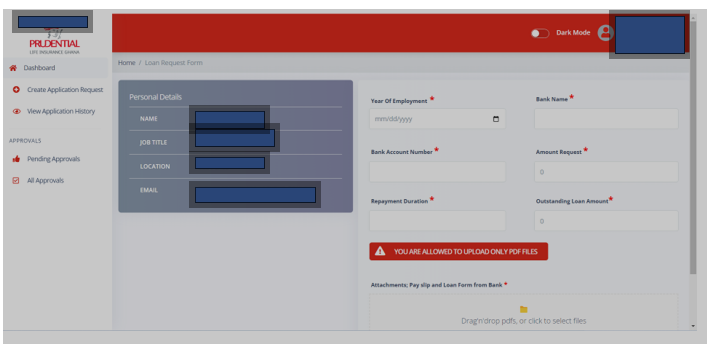 PRUDENTIAL
LIFE INSURANCE GHANA
Dark Mode
Dashboard
Home / Loan Request Form
Create Application Request
View Application History
APPROVALS
Pending Approvals
All Approvals
Personal Details
NAME
JOB TITLE
LOCATION
EMAIL
Year Of Employment *
Bank Name *
mm/dd/yyyy
Bank Account Number *
Amount Request *
0
Repayment Duration *
Outstanding Loan Amount *
0
YOU ARE ALLOWED TO UPLOAD ONLY PDF FILES
Attachments; Pay slip and Loan Form from Bank *
Drag'n'drop pdfs, or click to select files